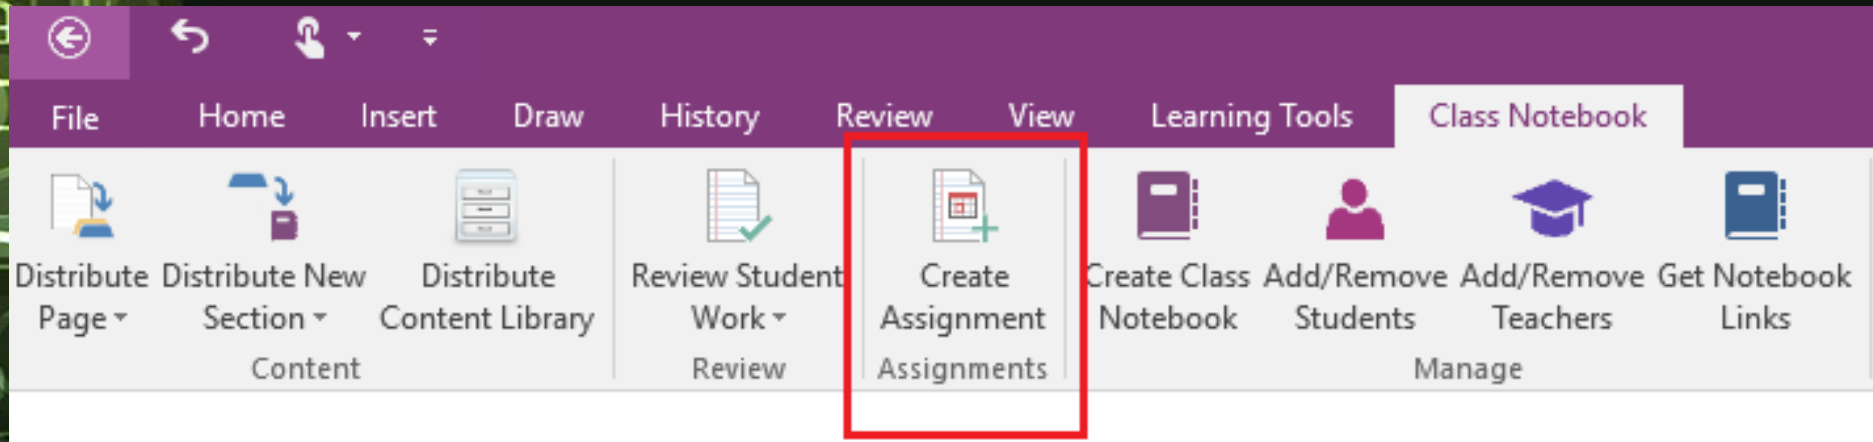 File Home Insert Draw History Review View Learning Tools Class Notebook
Distribute Distribute New Distribute Review Student Create Create Class Add/Remove Add/Remove Get Notebook
Page Section Content Library Work Assignment Notebook Students Teachers Links
Content Review Assignments Manage